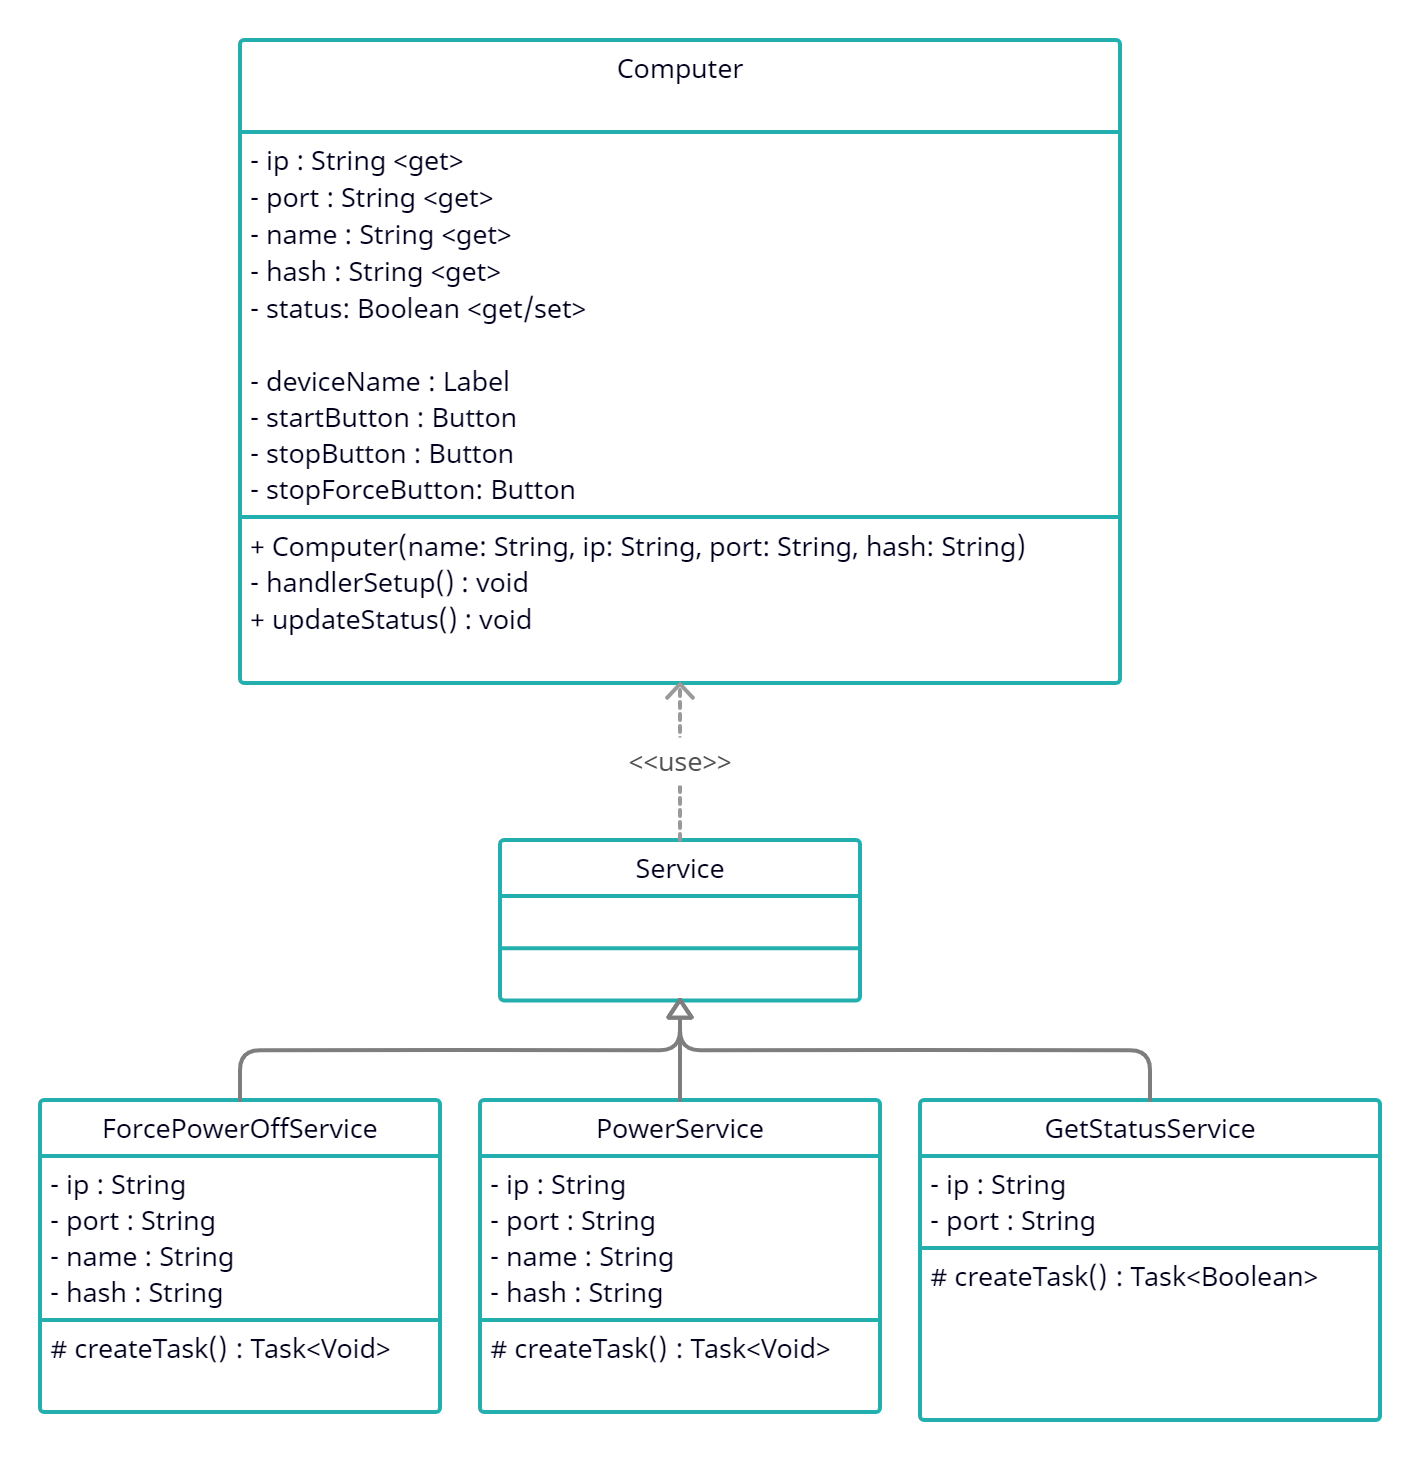 Computer
- ip : String <get>
- port : String <get>
- name : String <get>
- hash : String <get>
- status: Boolean <get/set>
- deviceName : Label
- startButton : Button
- stopButton : Button
- stopForceButton: Button
+ Computer(name: String, ip: String, port: String, hash: String)
- handlerSetup() : void
+ updateStatus() : void
<<use>>
Service
ForcePowerOffService
- ip : String
- port : String
- name : String
- hash : String
# createTask() : Task<Void>
PowerService
- ip : String
- port : String
- name : String
- hash : String
# createTask() : Task<Void>
GetStatusService
- ip : String
- port : String
# createTask() : Task<Boolean>